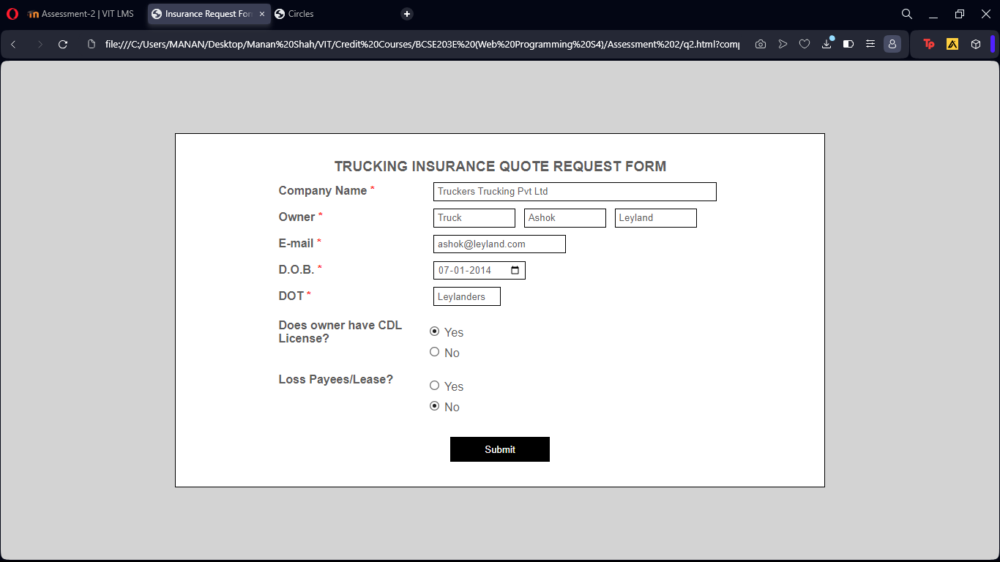 Assessment-2 | VIT LMS Insurance Request For Circles
file:///C:/Users/MANAN/Desktop/Manan%20Shah/VIT/Credit%20Courses/BCSE203E%20(Web%20Programming%20S4)/Assessment%202/q2.html?comp
TRUCKING INSURANCE QUOTE REQUEST FORM
Company Name * Truckers Trucking Pvt Ltd
Owner * Truck Ashok Leyland
E-mail * ashok@leyland.com
D.O.B. * 07-01-2014
DOT * Leylanders
Does owner have CDL
License?
Yes
No
Loss Payees/Lease?
Yes
No
Submit